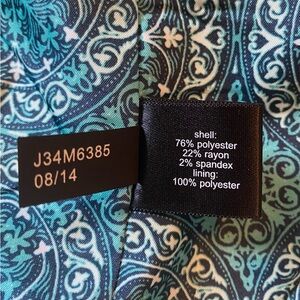 J34M6385
08/14
shell:
76% polyester
22% rayon
2% spandex
lining:
100% polyester